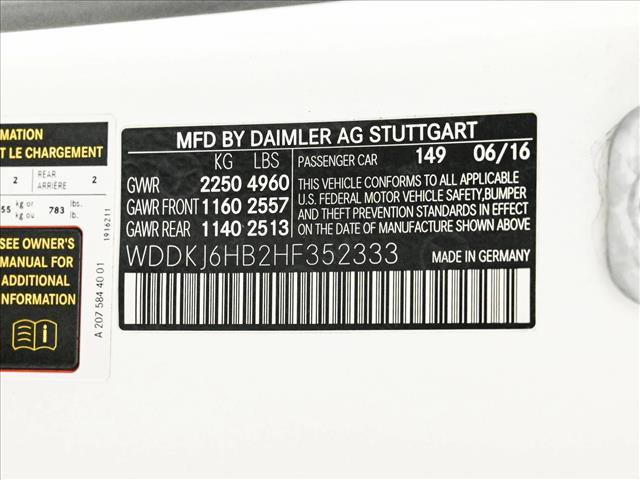 MATION
T LE CHARGEMENT
2 REAR ARRIÈRE 2
55 kg or kg ou 783 lbs. lb.
SEE OWNER'S
MANUAL FOR
ADDITIONAL
INFORMATION
1916211
A 207 584 40 01
MFD BY DAIMLER AG STUTTGART
KG LBS PASSENGER CAR 149 06/16
GWWR 2250 4960
GAWR FRONT 1160 2557
GAWR REAR 1140 2513
THIS VEHICLE CONFORMS TO ALL APPLICABLE
U.S. FEDERAL MOTOR VEHICLE SAFETY, BUMPER
AND THEFT PREVENTION STANDARDS IN EFFECT
ON THE DATE OF MANUFACTURE SHOWN ABOVE
WDDKJ6HB2HF352333 MADE IN GERMANY